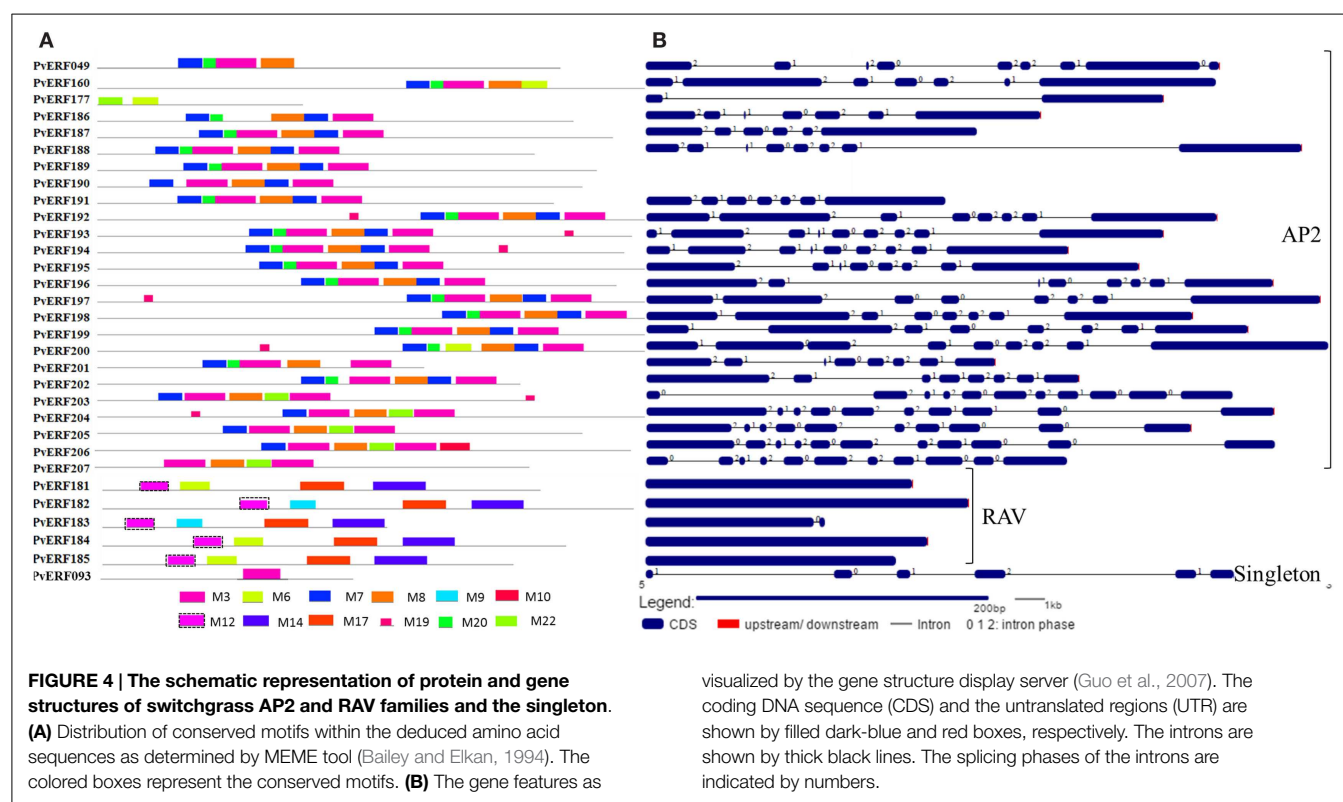 A
B
PvERF049
PvERF160
PvERF177
PvERF186
PvERF187
PvERF188
PvERF189
PvERF190
PvERF191
PvERF192
PvERF193
PvERF194
PvERF195
PvERF196
PvERF197
PvERF198
PvERF199
PvERF200
PvERF201
PvERF202
PvERF203
PvERF204
PvERF205
PvERF206
PvERF207
PvERF181
PvERF182
PvERF183
PvERF184
PvERF185
PvERF093
AP2
RAV
Singleton
M3 M6 M7 M8 M9 M10
M12 M14 M17 M19 M20 M22
Legend:
200bp 1kb
CDS upstream/ downstream Intron 0 1 2: intron phase
FIGURE 4 | The schematic representation of protein and gene
structures of switchgrass AP2 and RAV families and the singleton.
(A) Distribution of conserved motifs within the deduced amino acid
sequences as determined by MEME tool (Bailey and Elkan, 1994). The
colored boxes represent the conserved motifs. (B) The gene features as
visualized by the gene structure display server (Guo et al., 2007). The
coding DNA sequence (CDS) and the untranslated regions (UTR) are
shown by filled dark-blue and red boxes, respectively. The introns are
shown by thick black lines. The splicing phases of the introns are
indicated by numbers.